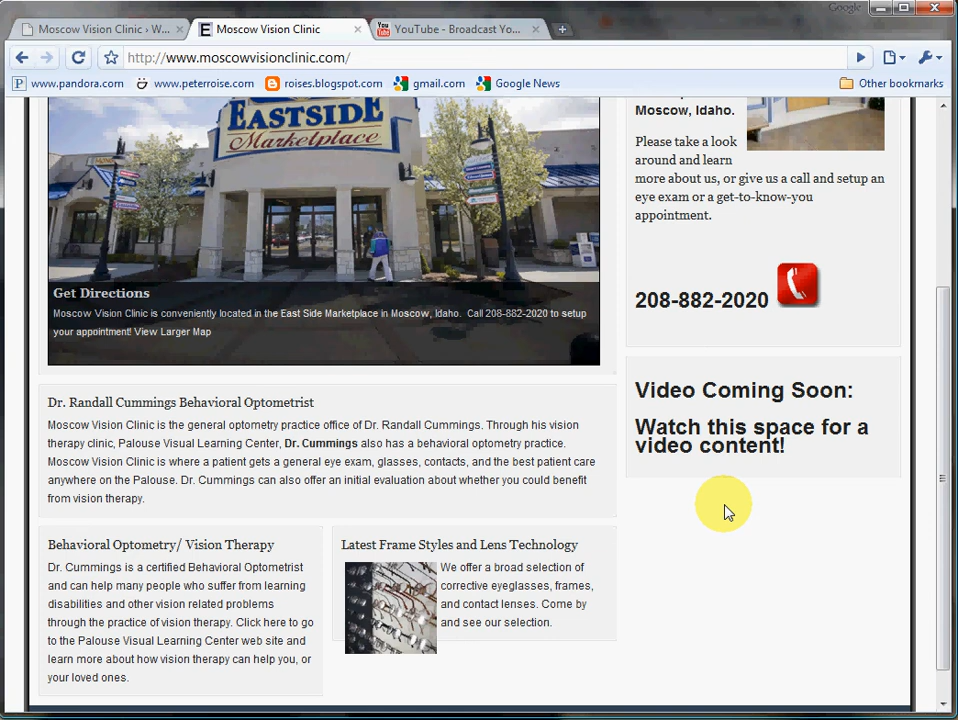 Google
Moscow Vision Clinic › W...
Moscow Vision Clinic
YouTube - Broadcast Yo...
http://www.moscowvisionclinic.com/
www.pandora.com
www.peterroise.com
roises.blogspot.com
gmail.com
Google News
Other bookmarks
EASTSIDE
Marketplace
Get Directions
Moscow Vision Clinic is conveniently located in the East Side Marketplace in Moscow, Idaho. Call 208-882-2020 to setup
your appointment! View Larger Map
Moscow, Idaho.
Please take a look
around and learn
more about us, or give us a call and setup an
eye exam or a get-to-know-you
appointment.
208-882-2020
Video Coming Soon:
Watch this space for a
video content!
Dr. Randall Cummings Behavioral Optometrist
Moscow Vision Clinic is the general optometry practice office of Dr. Randall Cummings. Through his vision
therapy clinic, Palouse Visual Learning Center, Dr. Cummings also has a behavioral optometry practice.
Moscow Vision Clinic is where a patient gets a general eye exam, glasses, contacts, and the best patient care
anywhere on the Palouse. Dr. Cummings can also offer an initial evaluation about whether you could benefit
from vision therapy.
Behavioral Optometry/ Vision Therapy
Dr. Cummings is a certified Behavioral Optometrist
and can help many people who suffer from learning
disabilities and other vision related problems
through the practice of vision therapy. Click here to go
to the Palouse Visual Learning Center web site and
learn more about how vision therapy can help you, or
your loved ones.
Latest Frame Styles and Lens Technology
We offer a broad selection of
corrective eyeglasses, frames,
and contact lenses. Come by
and see our selection.